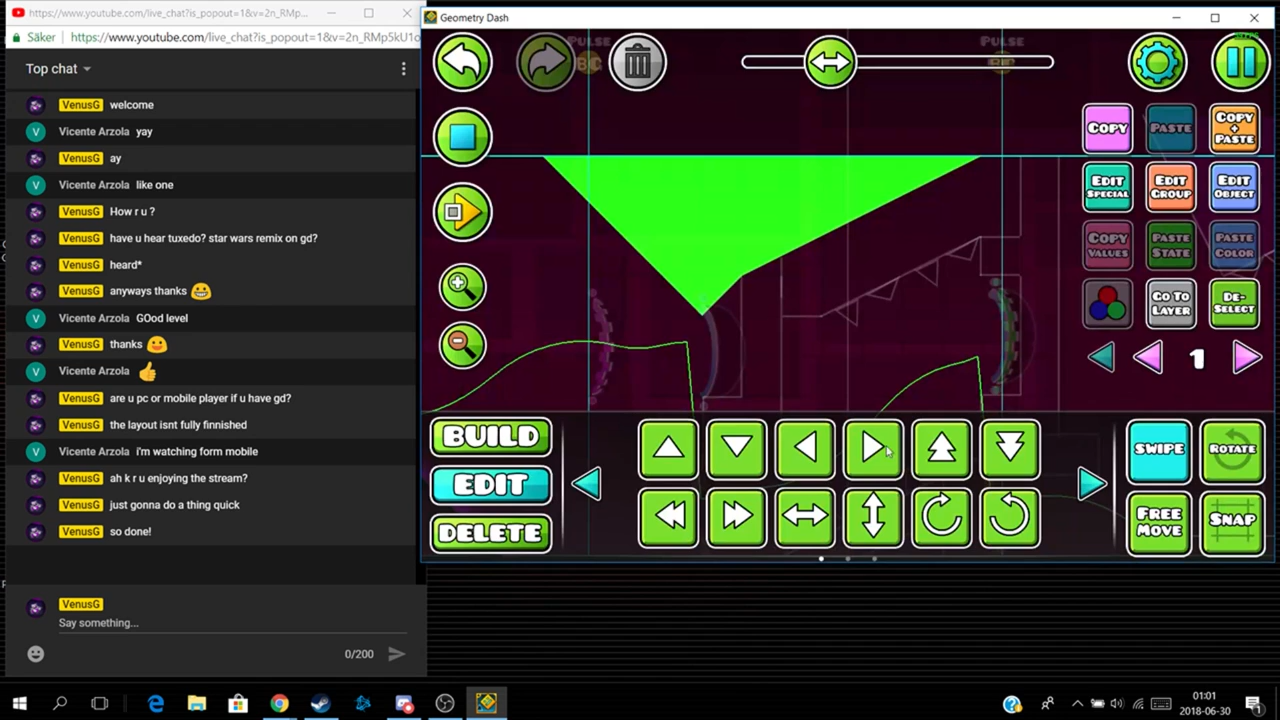 https://www.youtube.com/live_chat?is_popout=1&v=2n_RMp...
Säker
https://www.youtube.com/live_chat?is_popout=1&v=2n_RMp5kU1o
Top chat
VenusG welcome
Vicente Arzola yay
VenusG ay
Vicente Arzola like one
VenusG How r u ?
VenusG have u hear tuxedo? star wars remix on gd?
VenusG heard*
VenusG anyways thanks 😀
Vicente Arzola GOod level
VenusG thanks 😛
Vicente Arzola 👍
VenusG are u pc or mobile player if u have gd?
VenusG the layout isnt fully finnished
Vicente Arzola i'm watching form mobile
VenusG ah k r u enjoying the stream?
VenusG just gonna do a thing quick
VenusG so done!
VenusG
Say something...
0/200
Geometry Dash
PULSE
BG
PULSE
COPY
PASTE
COPY + PASTE
EDIT SPECIAL
EDIT GROUP
EDIT OBJECT
COPY VALUES
PASTE STATE
PASTE COLOR
GO TO LAYER
DE-SELECT
1
BUILD
EDIT
DELETE
SWIPE
ROTATE
FREE MOVE
SNAP
01:01
2018-06-30
1